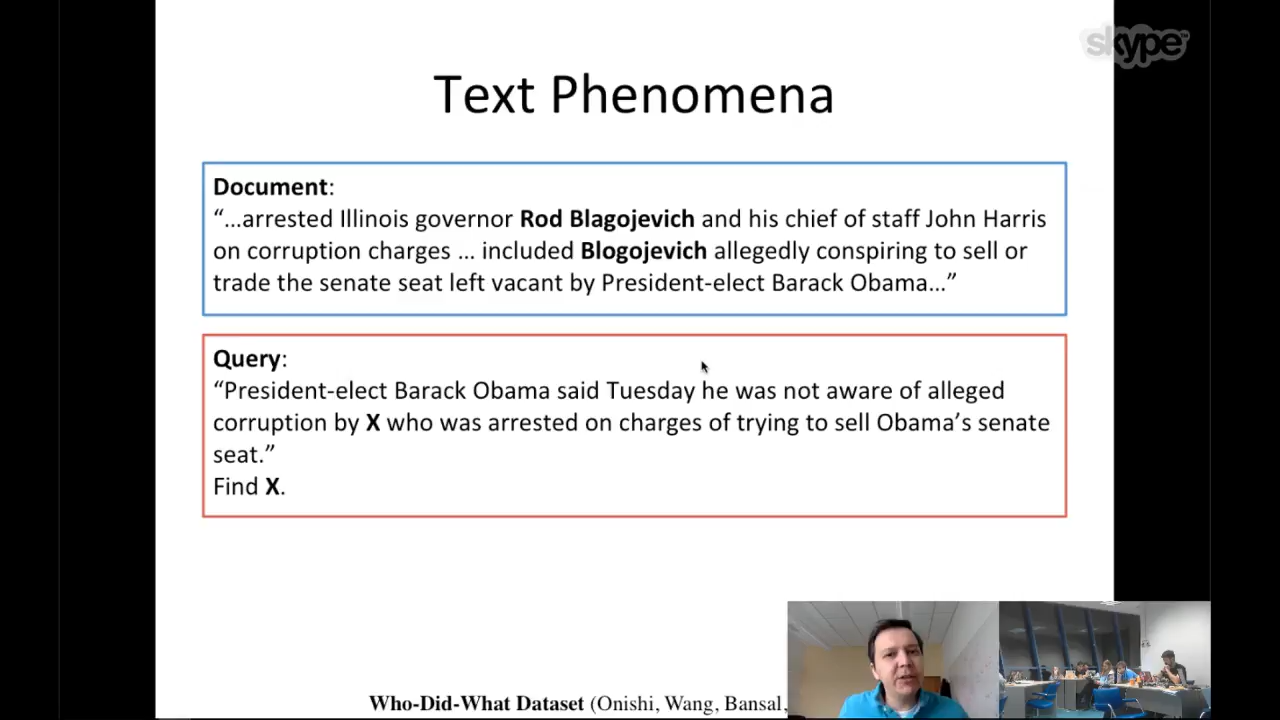 skype
Text Phenomena
Document:
“...arrested Illinois governor Rod Blagojevich and his chief of staff John Harris
on corruption charges ... included Blogojevich allegedly conspiring to sell or
trade the senate seat left vacant by President-elect Barack Obama...”
Query:
“President-elect Barack Obama said Tuesday he was not aware of alleged
corruption by X who was arrested on charges of trying to sell Obama’s senate
seat.”
Find X.
Who-Did-What Dataset (Onishi, Wang, Bansal,